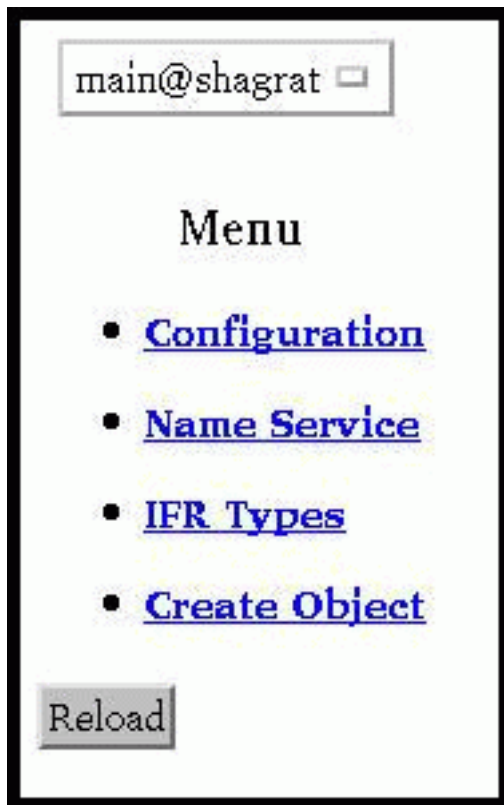 main@shagrat
Menu
Configuration
Name Service
IFR Types
Create Object
Reload